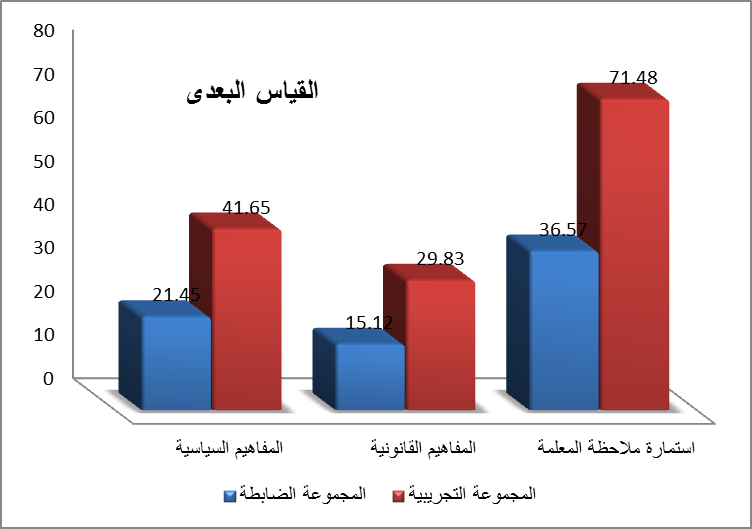 القياس البعدى
80
70
60
50
40
30
20
10
0
21.45
41.65
15.12
29.83
36.57
71.48
المفاهيم السياسية
المفاهيم القانونية
استمارة ملاحظة المعلمة
المجموعة الضابطة
المجموعة التجريبية